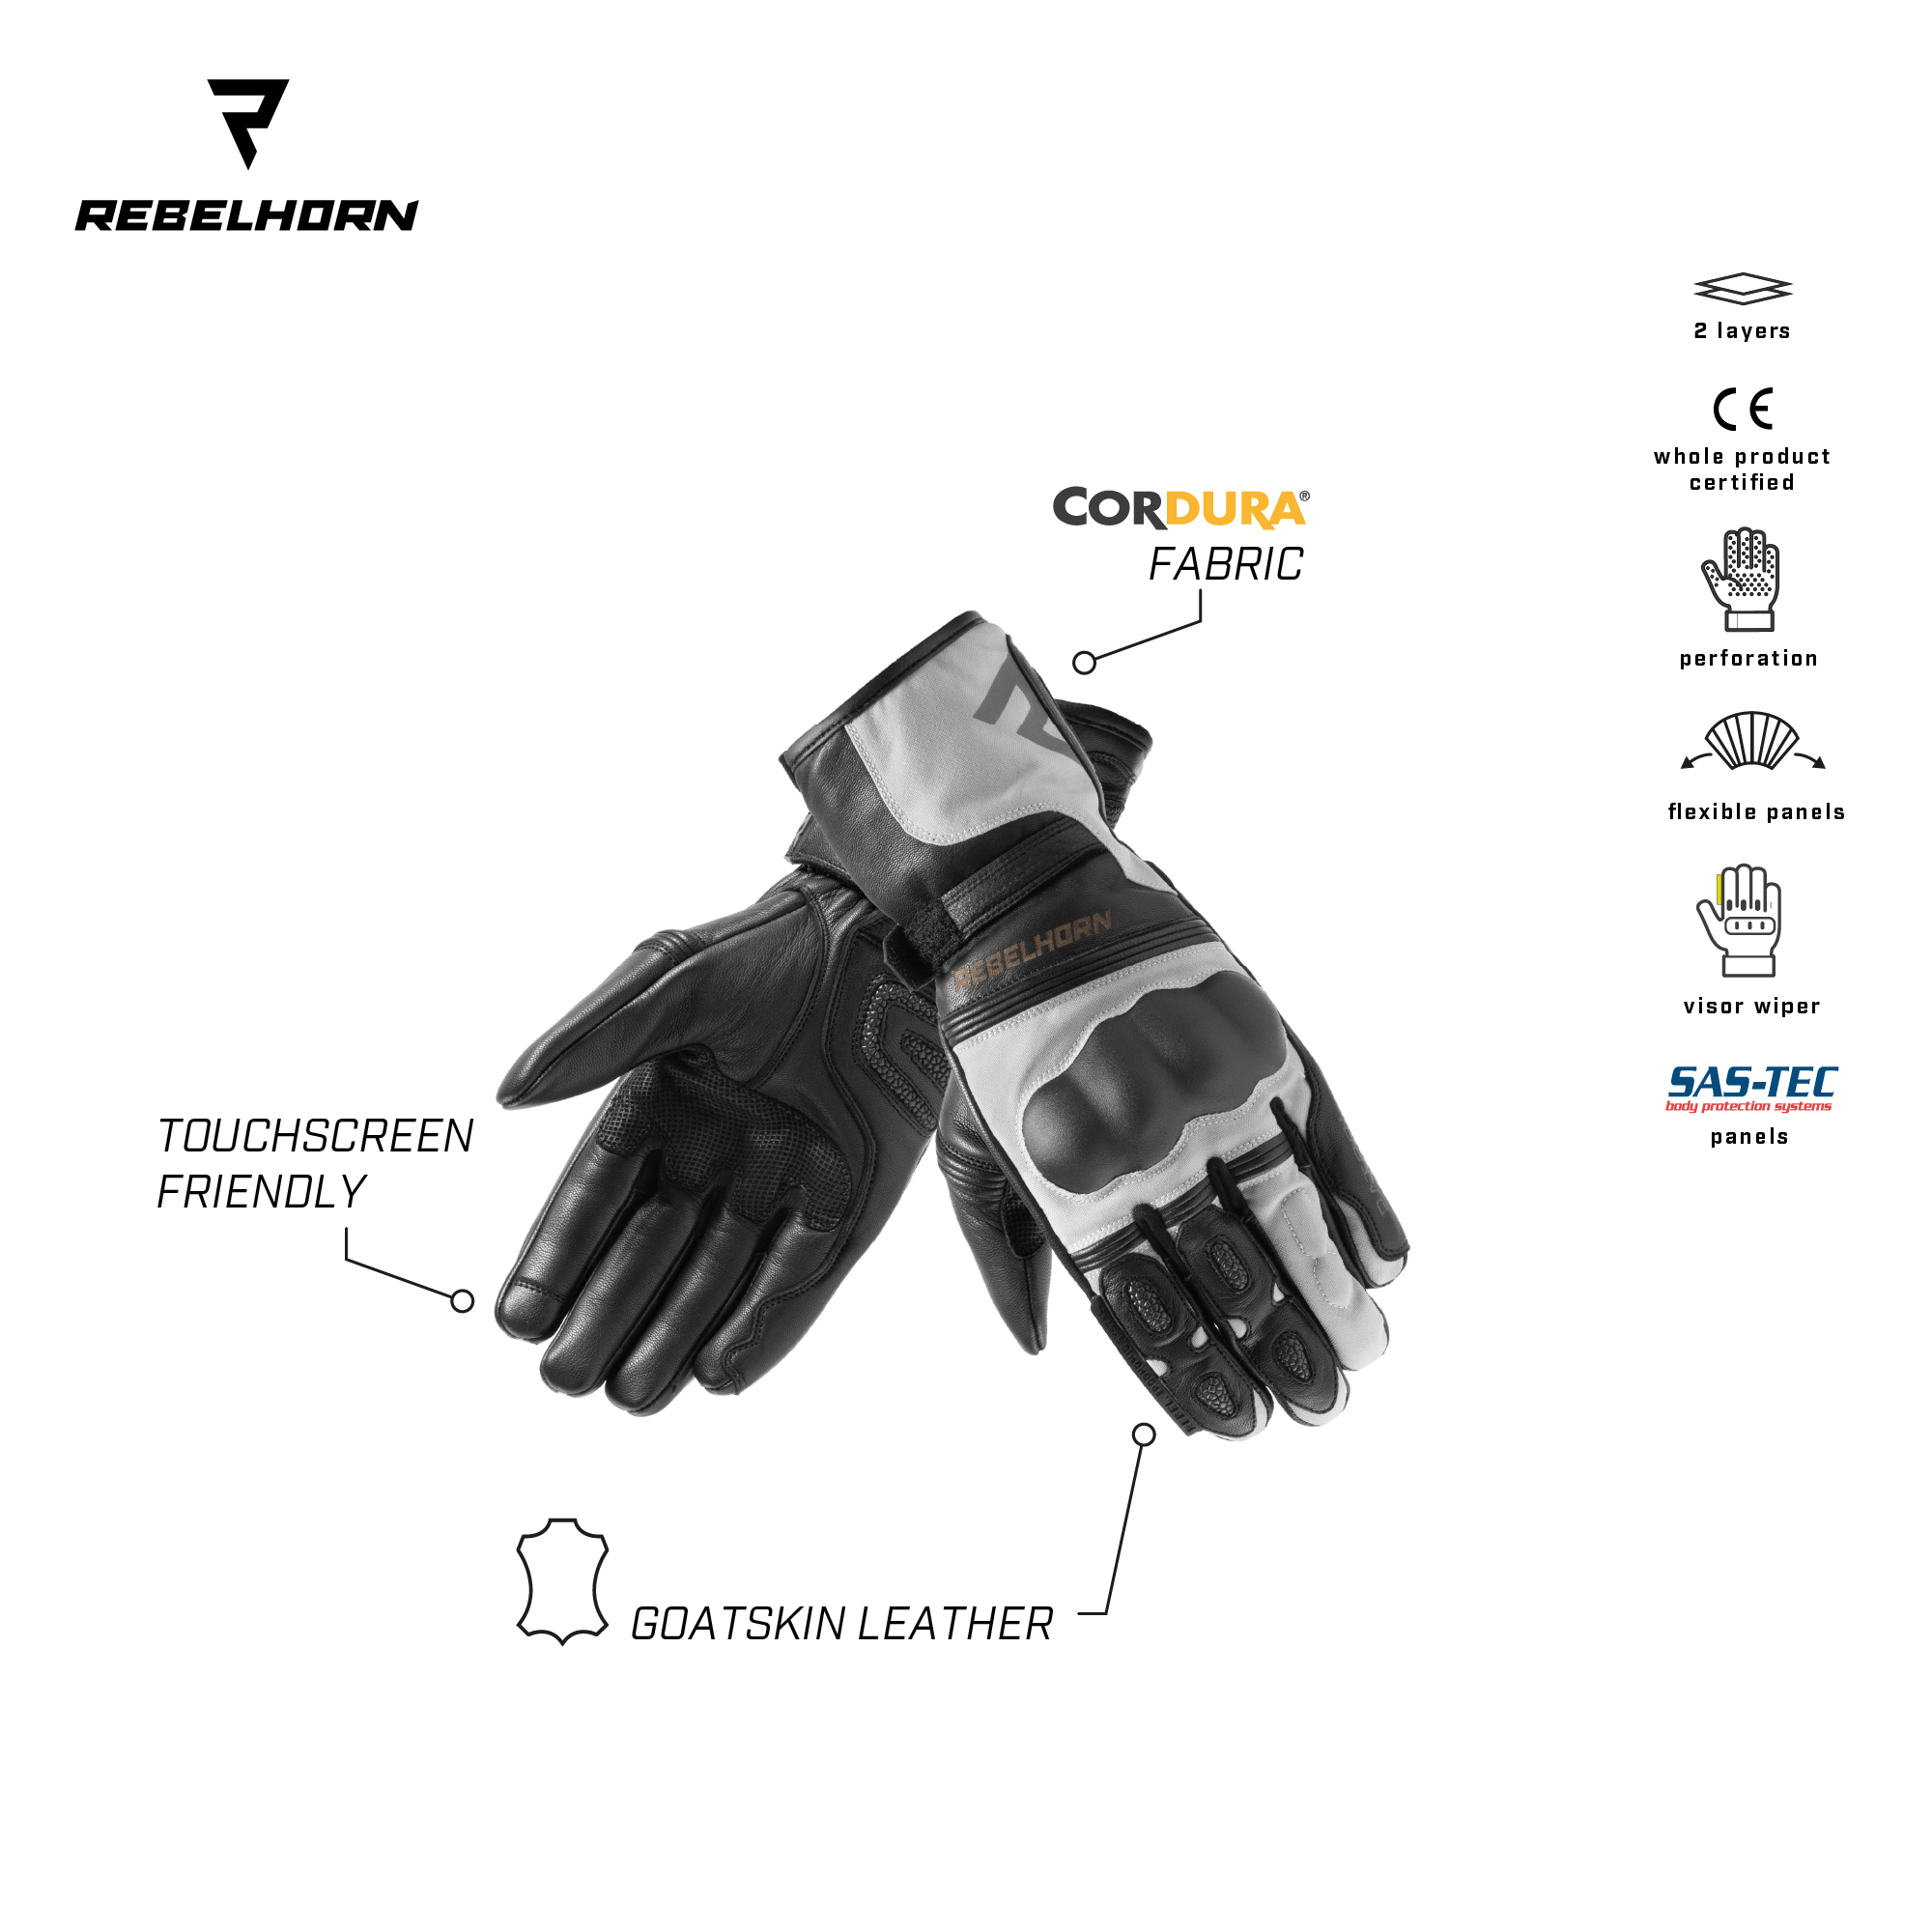 REBELHORN
2 layers
CE
whole product
certified
CORDURA®
FABRIC
perforation
flexible panels
REBELHORN
visor wiper
SAS-TEC
body protection systems
panels
TOUCHSCREEN
FRIENDLY
GOATSKIN LEATHER